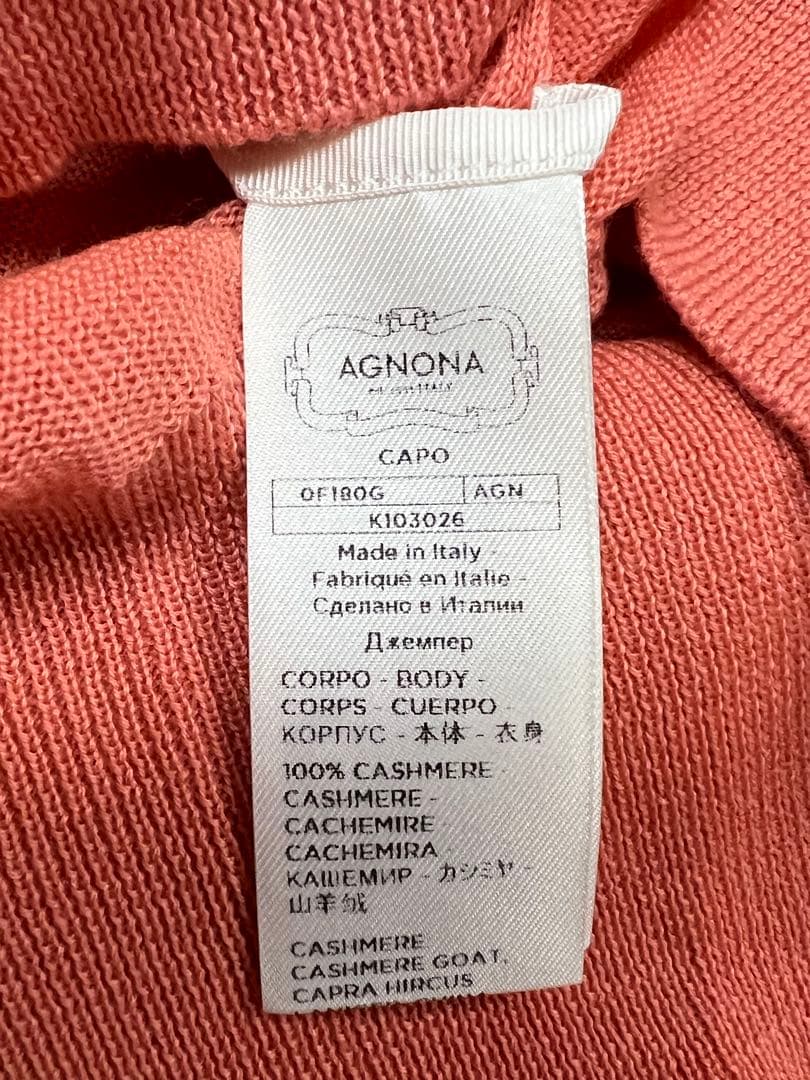 AGNONA
ITALY
CAPO
0F180G AGN
K103026
Made in Italy -
Fabriqué en Italie -
Сделано в Италии
Джемпер
CORPO - BODY -
CORPS - CUERPO -
КОРПУС - 本体 - 衣身
100% CASHMERE -
CASHMERE -
CACHEMIRE -
CACHEMIRA -
КАШЕМИР - カシミヤ -
山羊绒
CASHMERE
CASHMERE GOAT,
CAPRA HIRCUS